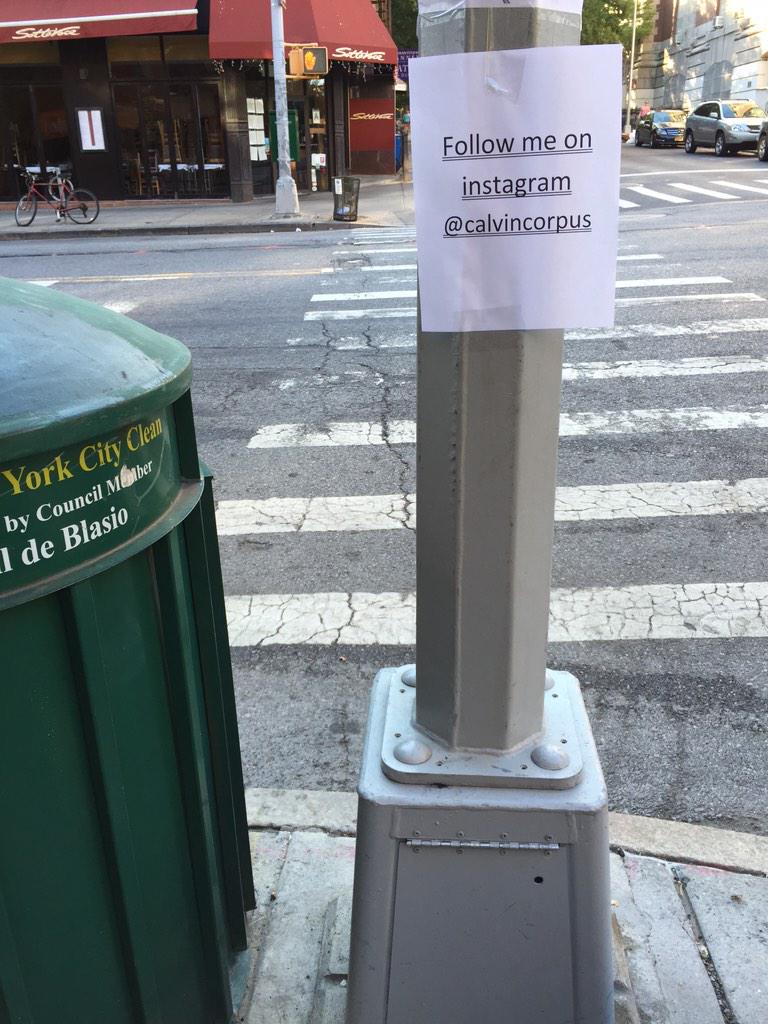 Follow me on
instagram
@calvincorpus
York City Clean
by Council Member
l de Blasio